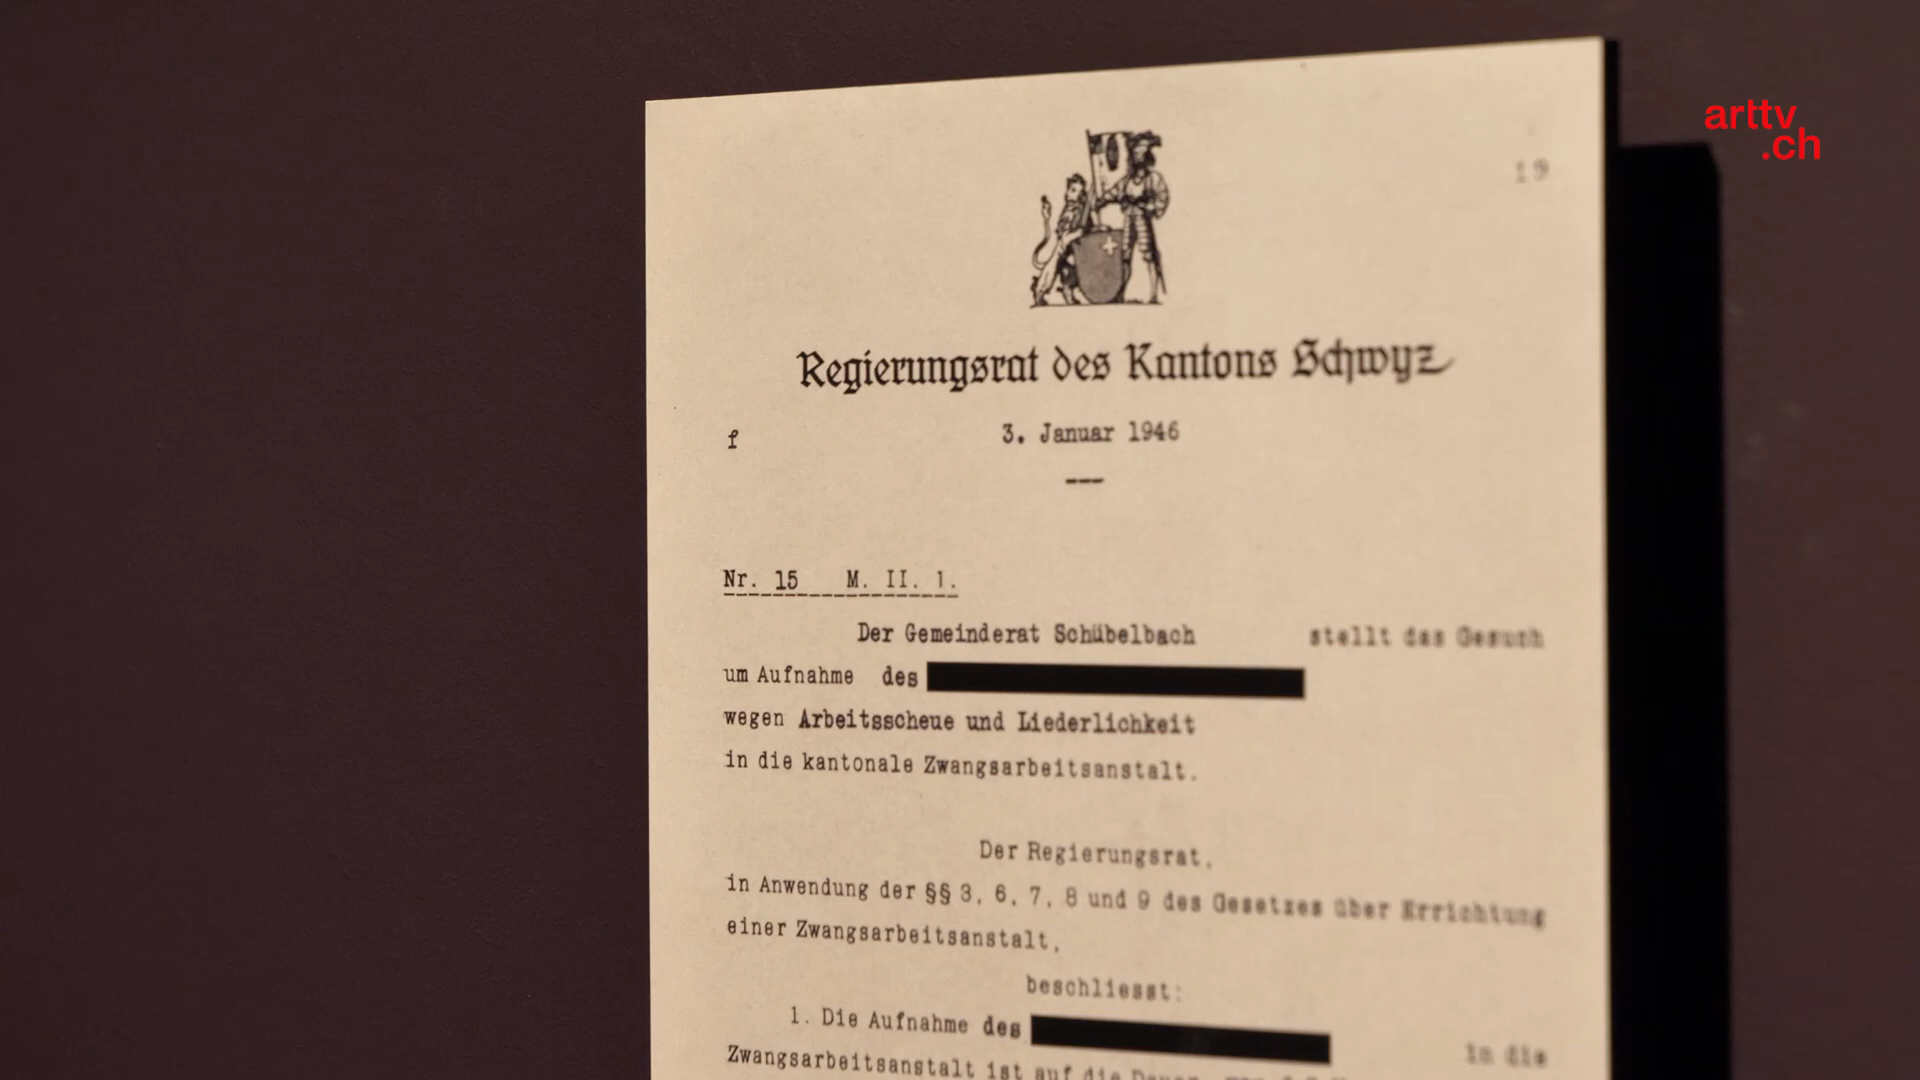 arttv
.ch
19
Regierungsrat des Kantons Schwyz
f 3. Januar 1946
---
Nr. 15 M. II. 1.
Der Gemeinderat Schübelbach stellt das Gesuch
um Aufnahme des
wegen Arbeitsscheue und Liederlichkeit
in die kantonale Zwangsarbeitsanstalt.
Der Regierungsrat,
in Anwendung der §§ 3, 6, 7, 8 und 9 des Gesetzes über Errichtung
einer Zwangsarbeitsanstalt,
beschliesst:
1. Die Aufnahme des in die
Zwangsarbeitsanstalt ist auf die Dauer von